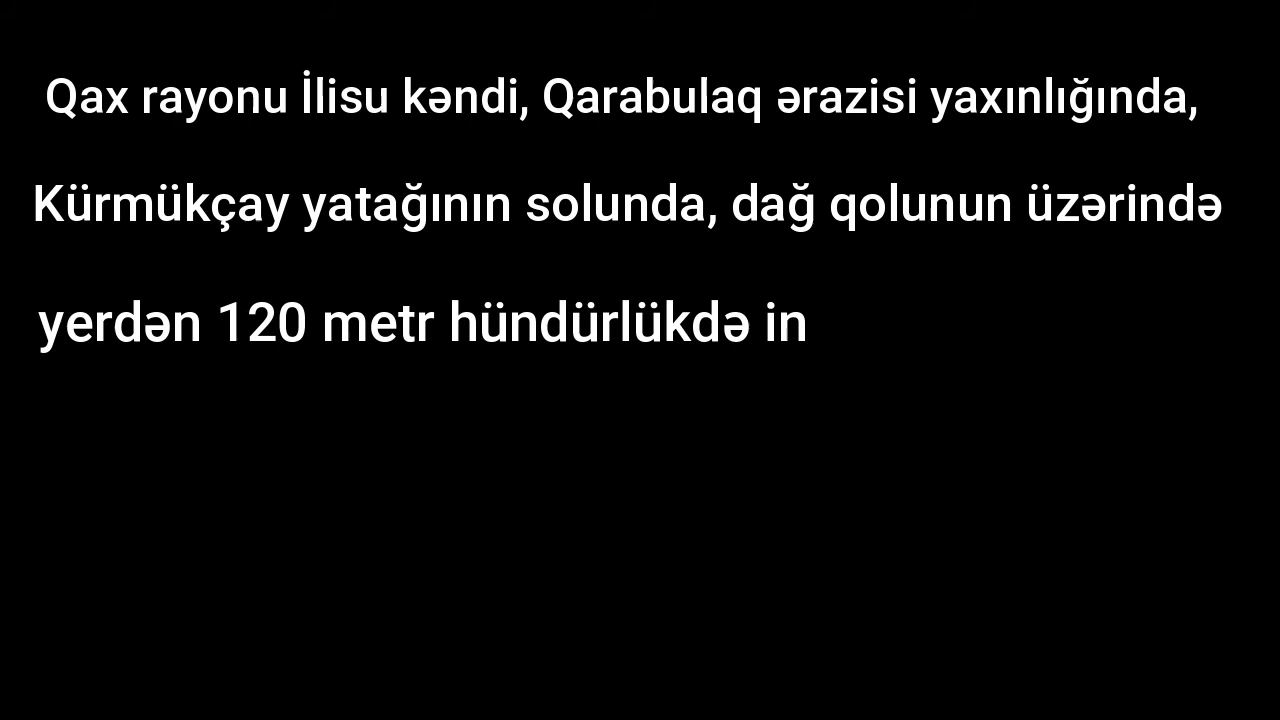 Qax rayonu İlisu kəndi, Qarabulaq ərazisi yaxınlığında,
Kürmükçay yatağının solunda, dağ qolunun üzərində
yerdən 120 metr hündürlükdə in